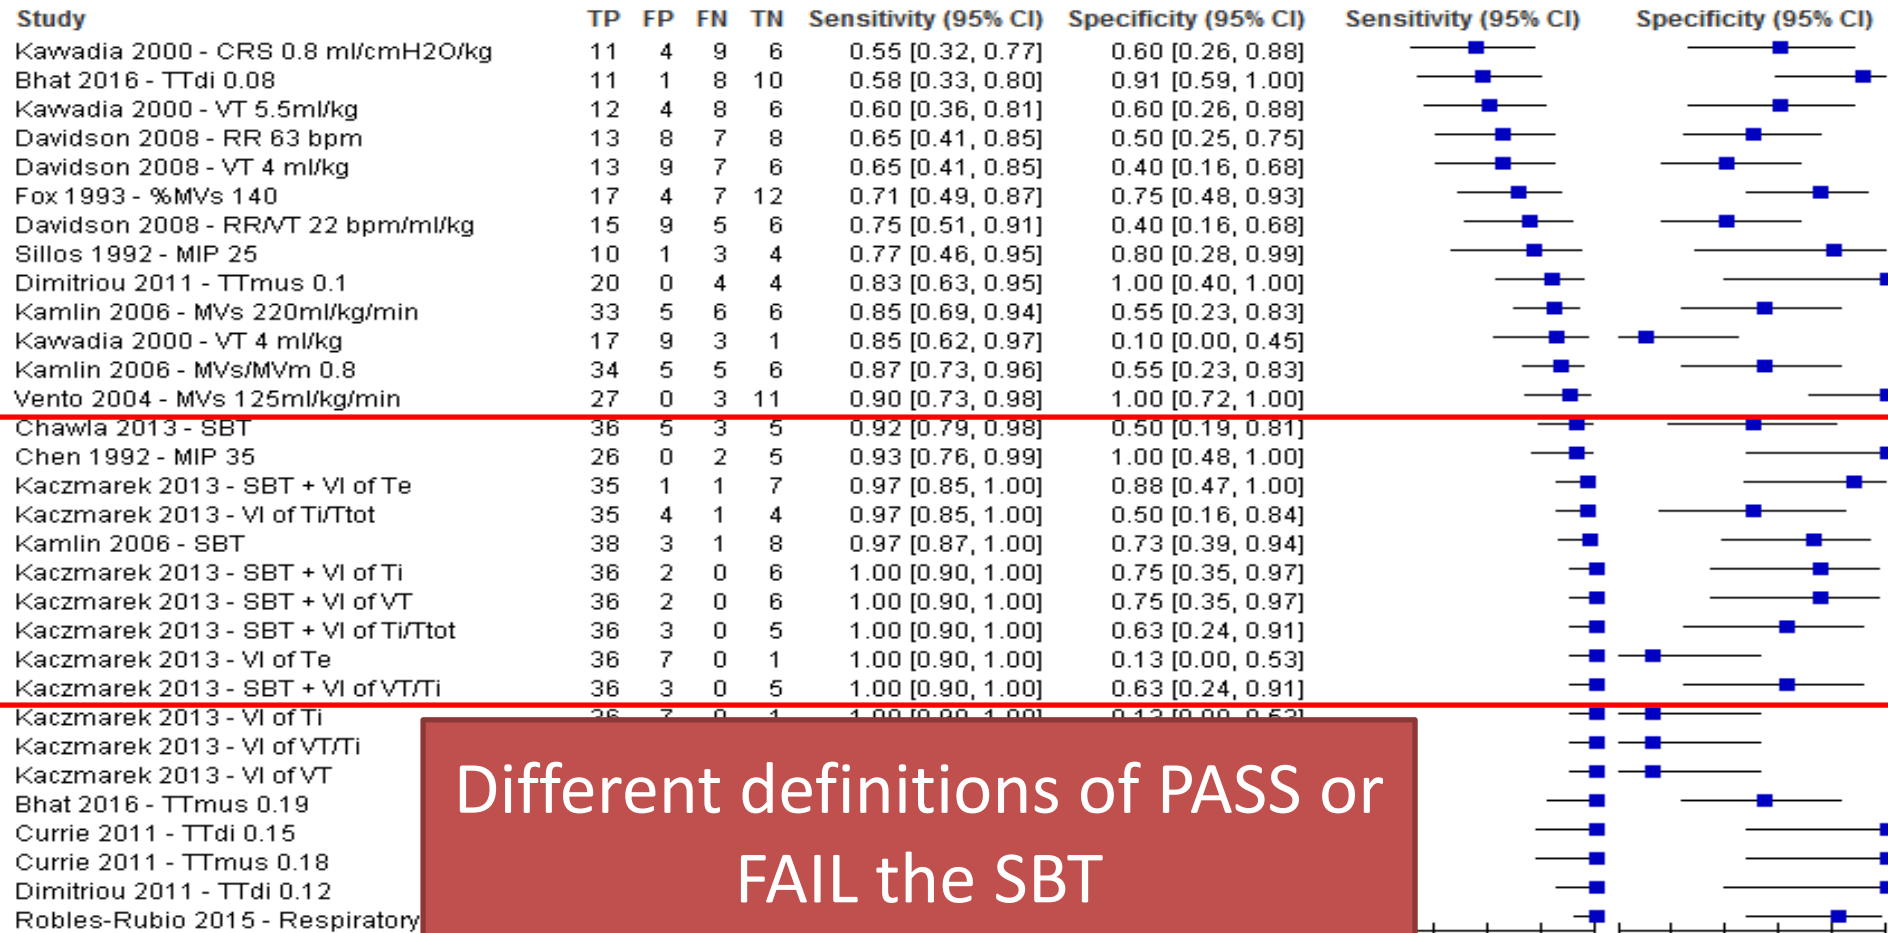 Study TP FP FN TN Sensitivity (95% CI) Specificity (95% CI) Sensitivity (95% CI) Specificity (95% CI)
Kavvadia 2000 - CRS 0.8 ml/cmH2O/kg 11 4 9 6 0.55 [0.32, 0.77] 0.60 [0.26, 0.88]
Bhat 2016 - TTdi 0.08 11 1 8 10 0.58 [0.33, 0.80] 0.91 [0.59, 1.00]
Kavvadia 2000 - VT 5.5ml/kg 12 4 8 6 0.60 [0.36, 0.81] 0.60 [0.26, 0.88]
Davidson 2008 - RR 63 bpm 13 8 7 8 0.65 [0.41, 0.85] 0.50 [0.25, 0.75]
Davidson 2008 - VT 4 ml/kg 13 9 7 6 0.65 [0.41, 0.85] 0.40 [0.16, 0.68]
Fox 1993 - %MVs 140 17 4 7 12 0.71 [0.49, 0.87] 0.75 [0.48, 0.93]
Davidson 2008 - RR/VT 22 bpm/ml/kg 15 9 5 6 0.75 [0.51, 0.91] 0.40 [0.16, 0.68]
Sillos 1992 - MIP 25 10 1 3 4 0.77 [0.46, 0.95] 0.80 [0.28, 0.99]
Dimitriou 2011 - TTmus 0.1 20 0 4 4 0.83 [0.63, 0.95] 1.00 [0.40, 1.00]
Kamlin 2006 - MVs 220ml/kg/min 33 5 6 6 0.85 [0.69, 0.94] 0.55 [0.23, 0.83]
Kavvadia 2000 - VT 4 ml/kg 17 9 3 1 0.85 [0.62, 0.97] 0.10 [0.00, 0.45]
Kamlin 2006 - MVs/MVm 0.8 34 5 5 6 0.87 [0.73, 0.96] 0.55 [0.23, 0.83]
Vento 2004 - MVs 125ml/kg/min 27 0 3 11 0.90 [0.73, 0.98] 1.00 [0.72, 1.00]
Chawla 2013 - SBT 36 5 3 5 0.92 [0.79, 0.98] 0.50 [0.19, 0.81]
Chen 1992 - MIP 35 26 0 2 5 0.93 [0.76, 0.99] 1.00 [0.48, 1.00]
Kaczmarek 2013 - SBT + VI of Te 35 1 1 7 0.97 [0.85, 1.00] 0.88 [0.47, 1.00]
Kaczmarek 2013 - VI of Ti/Ttot 35 4 1 4 0.97 [0.85, 1.00] 0.50 [0.16, 0.84]
Kamlin 2006 - SBT 38 3 1 8 0.97 [0.87, 1.00] 0.73 [0.39, 0.94]
Kaczmarek 2013 - SBT + VI of Ti 36 2 0 6 1.00 [0.90, 1.00] 0.75 [0.35, 0.97]
Kaczmarek 2013 - SBT + VI of VT 36 2 0 6 1.00 [0.90, 1.00] 0.75 [0.35, 0.97]
Kaczmarek 2013 - SBT + VI of Ti/Ttot 36 3 0 5 1.00 [0.90, 1.00] 0.63 [0.24, 0.91]
Kaczmarek 2013 - VI of Te 36 7 0 1 1.00 [0.90, 1.00] 0.13 [0.00, 0.53]
Kaczmarek 2013 - SBT + VI of VT/Ti 36 3 0 5 1.00 [0.90, 1.00] 0.63 [0.24, 0.91]
Kaczmarek 2013 - VI of Ti 36 7 0 1 1.00 [0.90, 1.00] 0.13 [0.00, 0.53]
Kaczmarek 2013 - VI of VT/Ti
Kaczmarek 2013 - VI of VT
Bhat 2016 - TTmus 0.19
Currie 2011 - TTdi 0.15
Currie 2011 - TTmus 0.18
Dimitriou 2011 - TTdi 0.12
Robles-Rubio 2015 - Respiratory
Different definitions of PASS or
FAIL the SBT